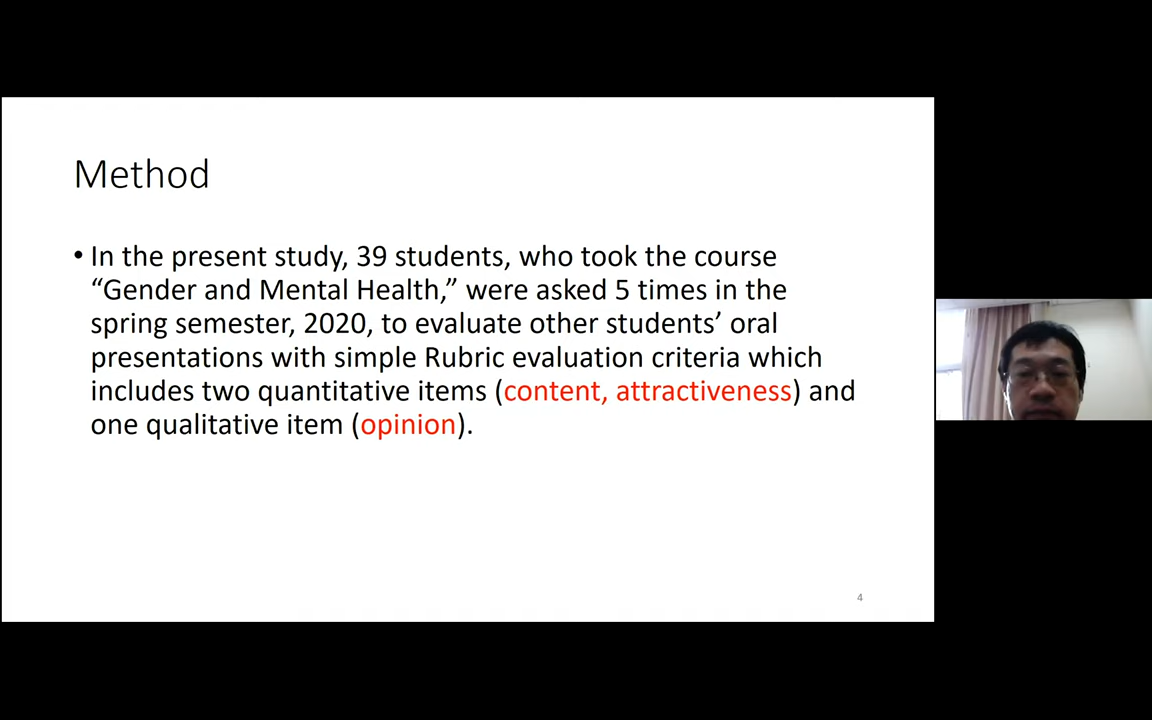 Method
• In the present study, 39 students, who took the course
“Gender and Mental Health,” were asked 5 times in the
spring semester, 2020, to evaluate other students’ oral
presentations with simple Rubric evaluation criteria which
includes two quantitative items (content, attractiveness) and
one qualitative item (opinion).
4